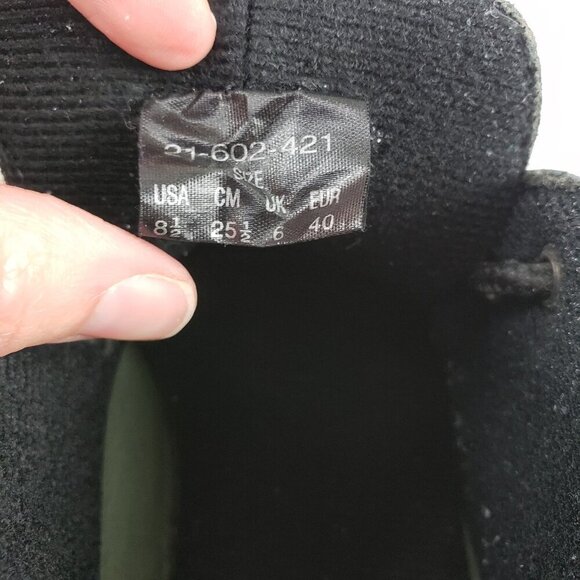 21-602-421
SIZE
USA CM UK EUR
8½ 25½ 6 40